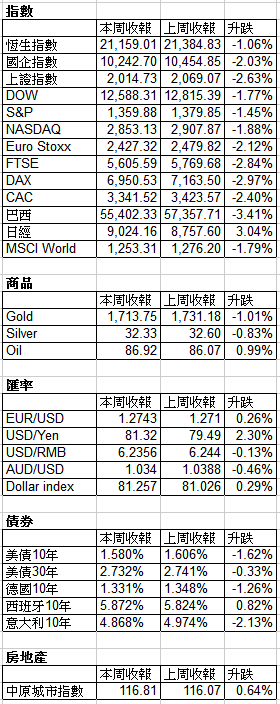 指數
本周收報 上周收報 升跌
恆生指數 21,159.01 21,384.83 -1.06%
國企指數 10,242.70 10,454.85 -2.03%
上證指數 2,014.73 2,069.07 -2.63%
DOW 12,588.31 12,815.39 -1.77%
S&P 1,359.88 1,379.85 -1.45%
NASDAQ 2,853.13 2,907.87 -1.88%
Euro Stoxx 2,427.32 2,479.82 -2.12%
FTSE 5,605.59 5,769.68 -2.84%
DAX 6,950.53 7,163.50 -2.97%
CAC 3,341.52 3,423.57 -2.40%
巴西 55,402.33 57,357.71 -3.41%
日經 9,024.16 8,757.60 3.04%
MSCI World 1,253.31 1,276.20 -1.79%
商品
本周收報 上周收報 升跌
Gold 1,713.75 1,731.18 -1.01%
Silver 32.33 32.60 -0.83%
Oil 86.92 86.07 0.99%
匯率
本周收報 上周收報 升跌
EUR/USD 1.2743 1.271 0.26%
USD/Yen 81.32 79.49 2.30%
USD/RMB 6.2356 6.244 -0.13%
AUD/USD 1.034 1.0388 -0.46%
Dollar index 81.257 81.026 0.29%
債券
本周收報 上周收報 升跌
美債10年 1.580% 1.606% -1.62%
美債30年 2.732% 2.741% -0.33%
德國10年 1.331% 1.348% -1.26%
西班牙10年 5.872% 5.824% 0.82%
意大利10年 4.868% 4.974% -2.13%
房地產
本周收報 上周收報 升跌
中原城市指數 116.81 116.07 0.64%